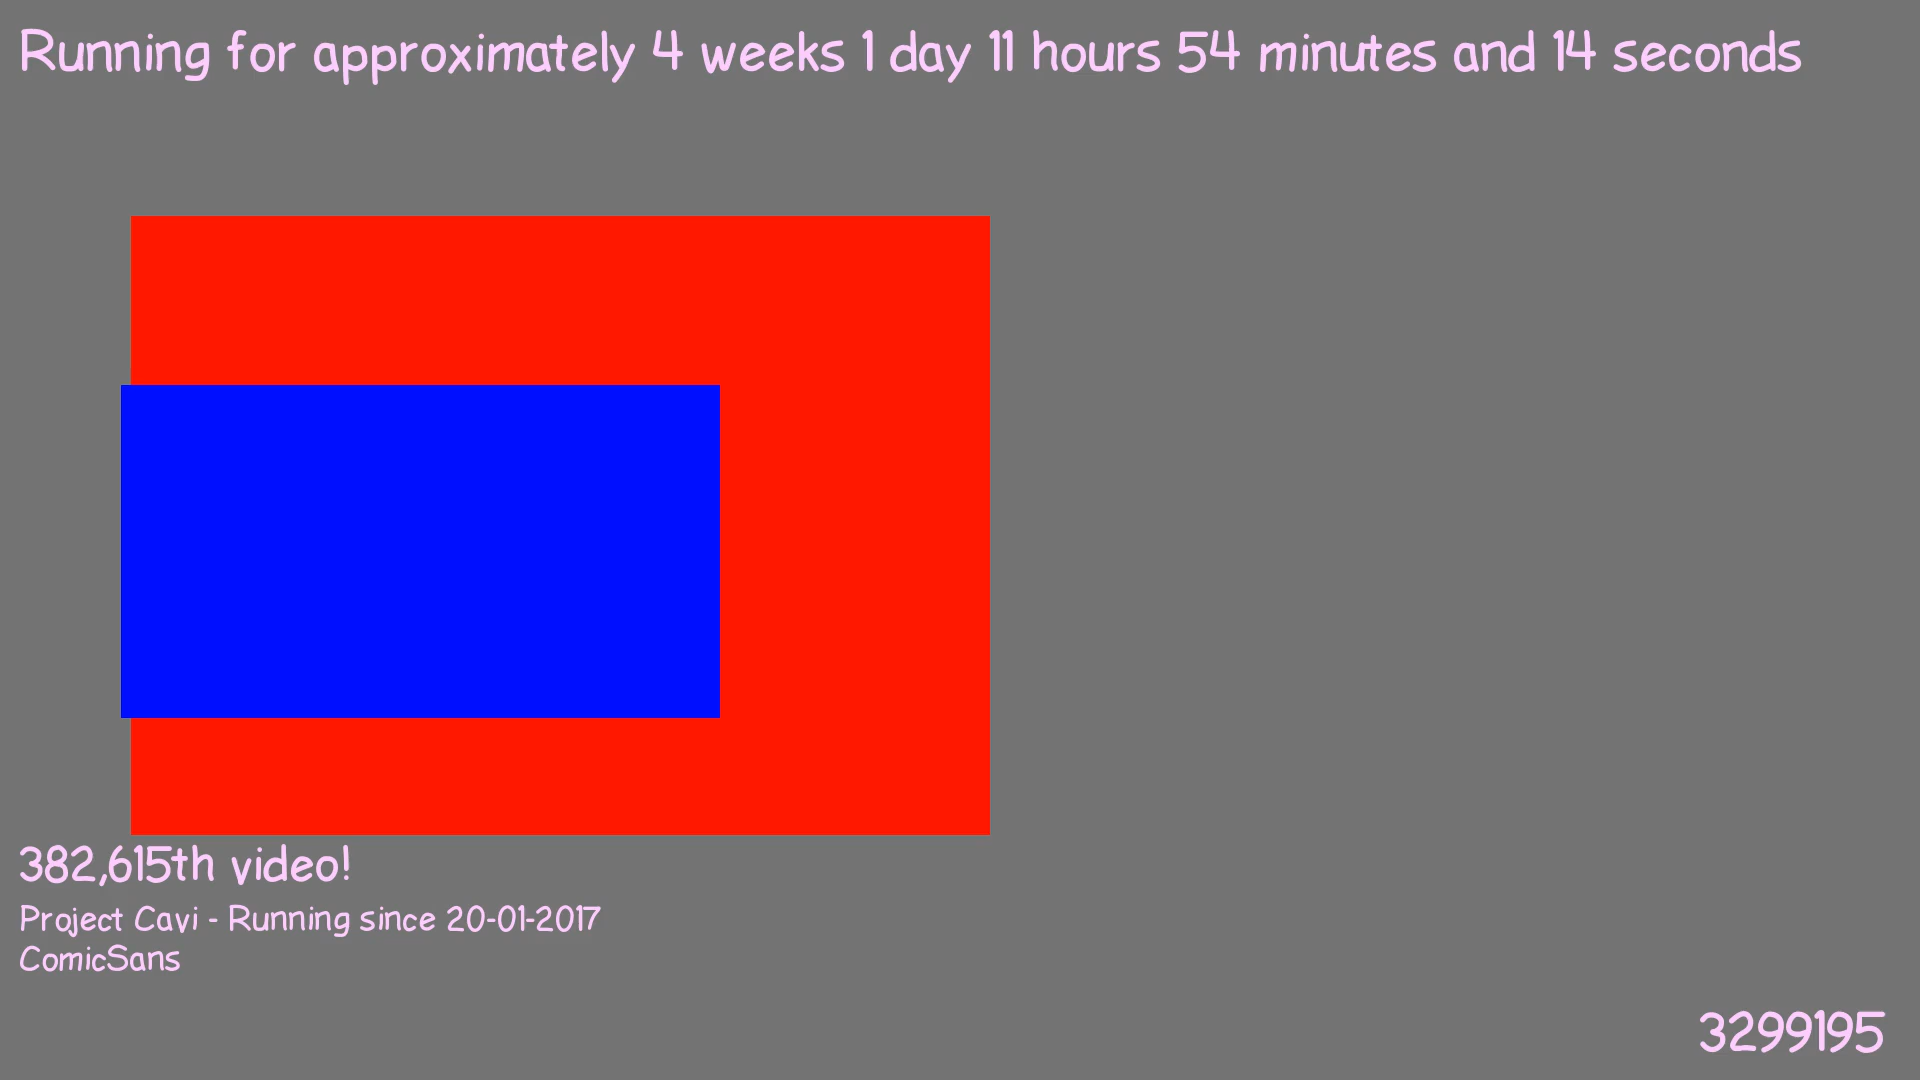 Running for approximately 4 weeks 1 day 11 hours 54 minutes and 14 seconds
382,615th video!
Project Cavi - Running since 20-01-2017
ComicSans
3299195